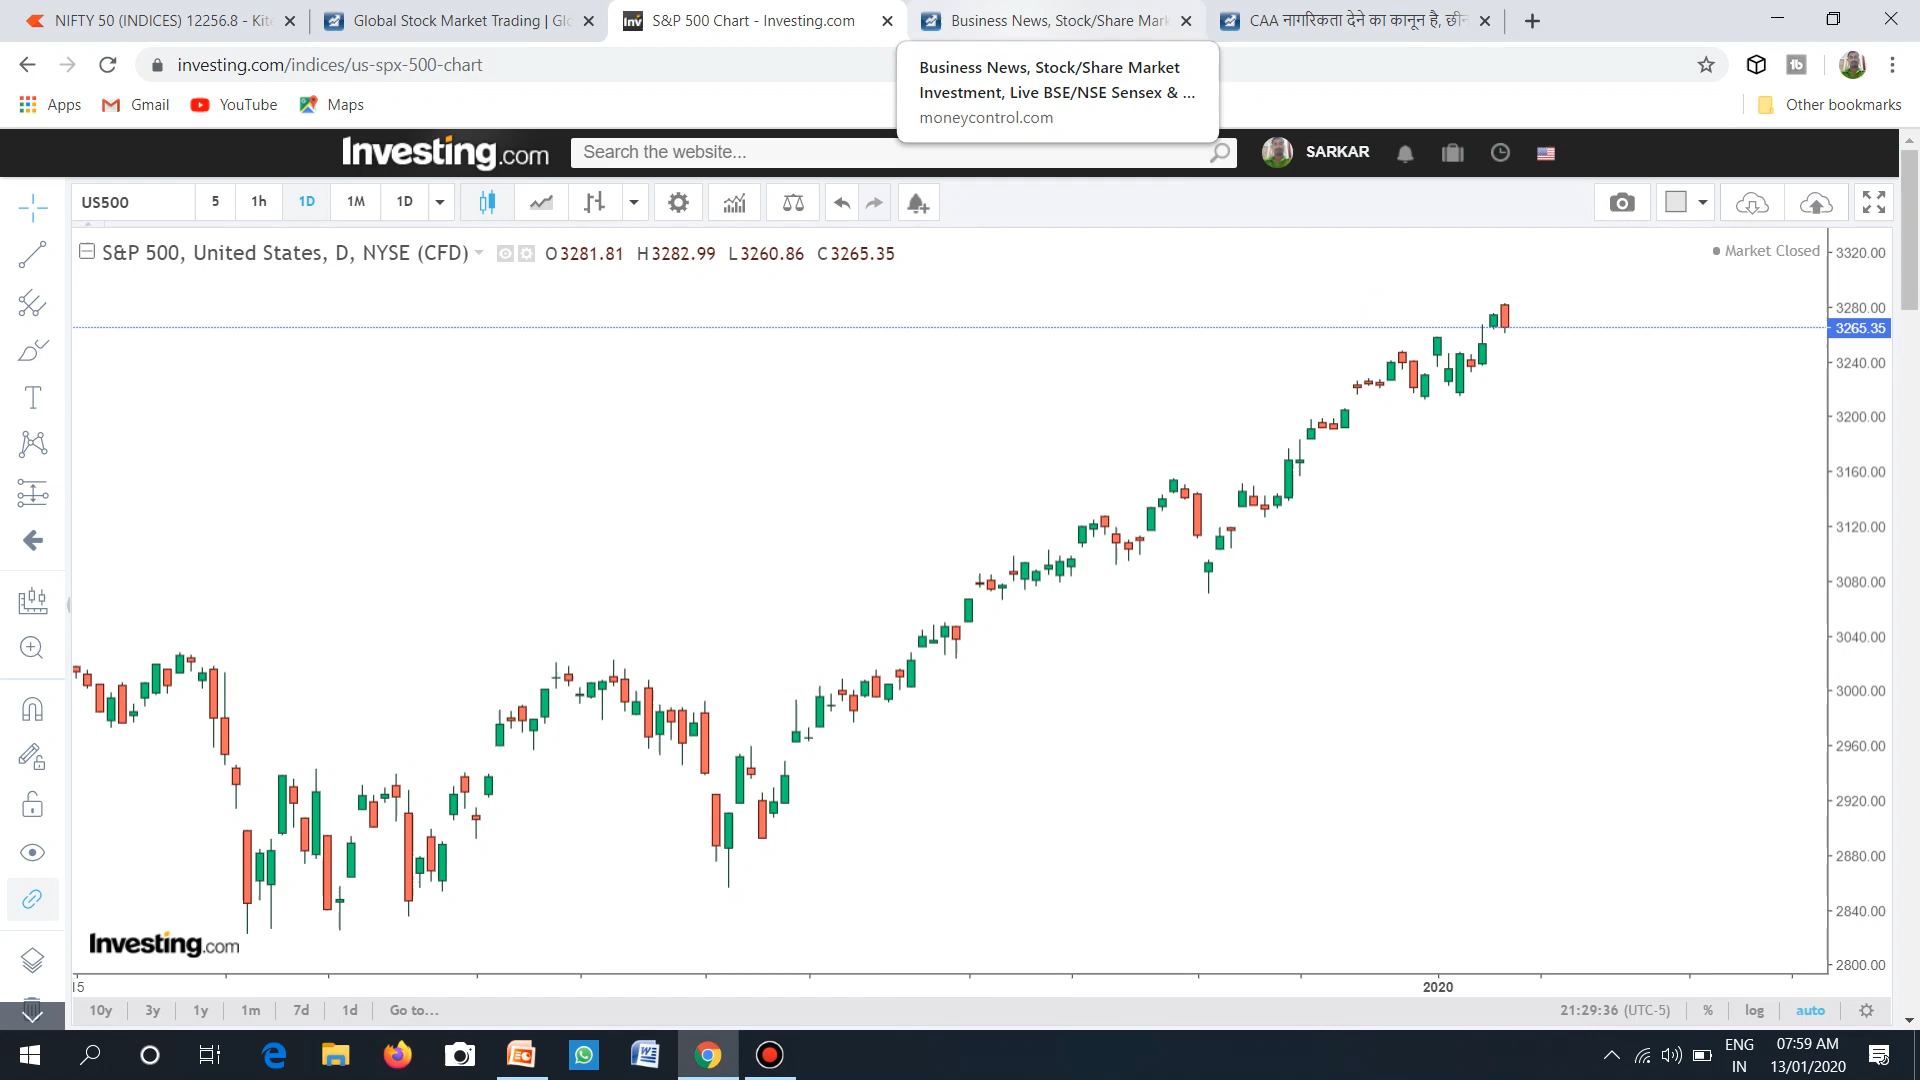 NIFTY 50 (INDICES) 12256.8 - Kite
Global Stock Market Trading | Glo
S&P 500 Chart - Investing.com
Business News, Stock/Share Mark
CAA नागरिकता देने का कानून है, छीन
investing.com/indices/us-spx-500-chart
Business News, Stock/Share Market
Investment, Live BSE/NSE Sensex & ...
moneycontrol.com
Apps
Gmail
YouTube
Maps
Other bookmarks
Investing.com
Search the website...
SARKAR
US500
5
1h
1D
1M
1D
S&P 500, United States, D, NYSE (CFD)
O3281.81 H3282.99 L3260.86 C3265.35
Market Closed
3320.00
3280.00
3265.35
3240.00
3200.00
3160.00
3120.00
3080.00
3040.00
3000.00
2960.00
2920.00
2880.00
2840.00
2800.00
Investing.com
15
2020
10y 3y 1y 1m 7d 1d Go to...
21:29:36 (UTC-5) % log auto
ENG
IN
07:59 AM
13/01/2020